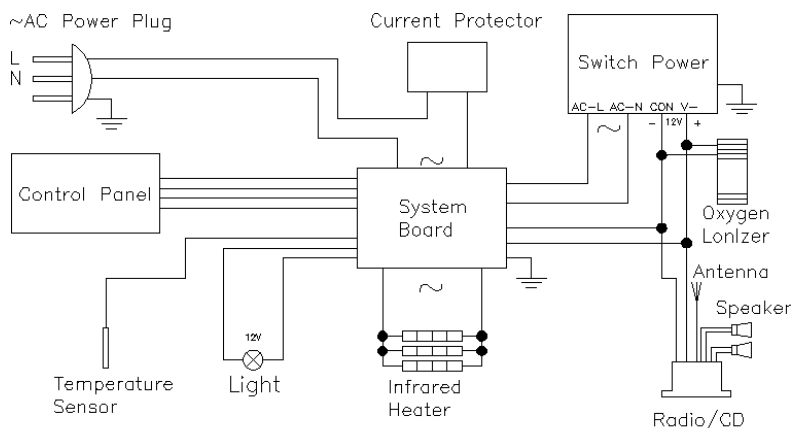 ~AC Power Plug
Current Protector
L
N
Switch Power
AC-L AC-N CON V-
- 12V +
~
~
Control Panel
System
Board
Oxygen
LonIzer
~
Antenna
Speaker
12V
Light
Temperature
Sensor
Infrared
Heater
Radio/CD